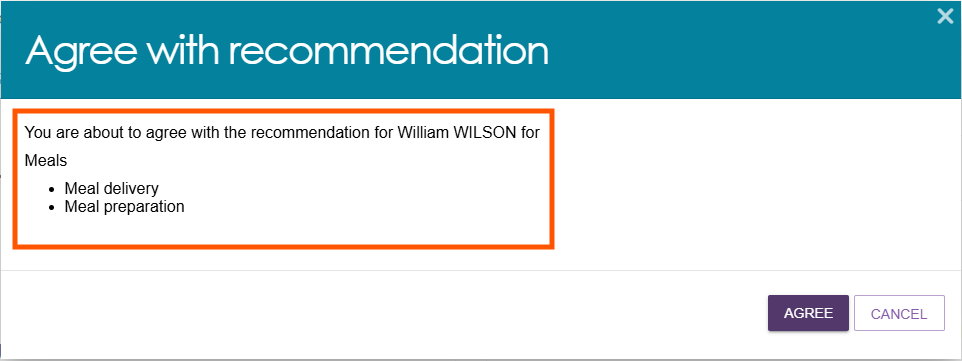 Agree with recommendation
You are about to agree with the recommendation for William WILSON for
Meals
• Meal delivery
• Meal preparation
AGREE
CANCEL